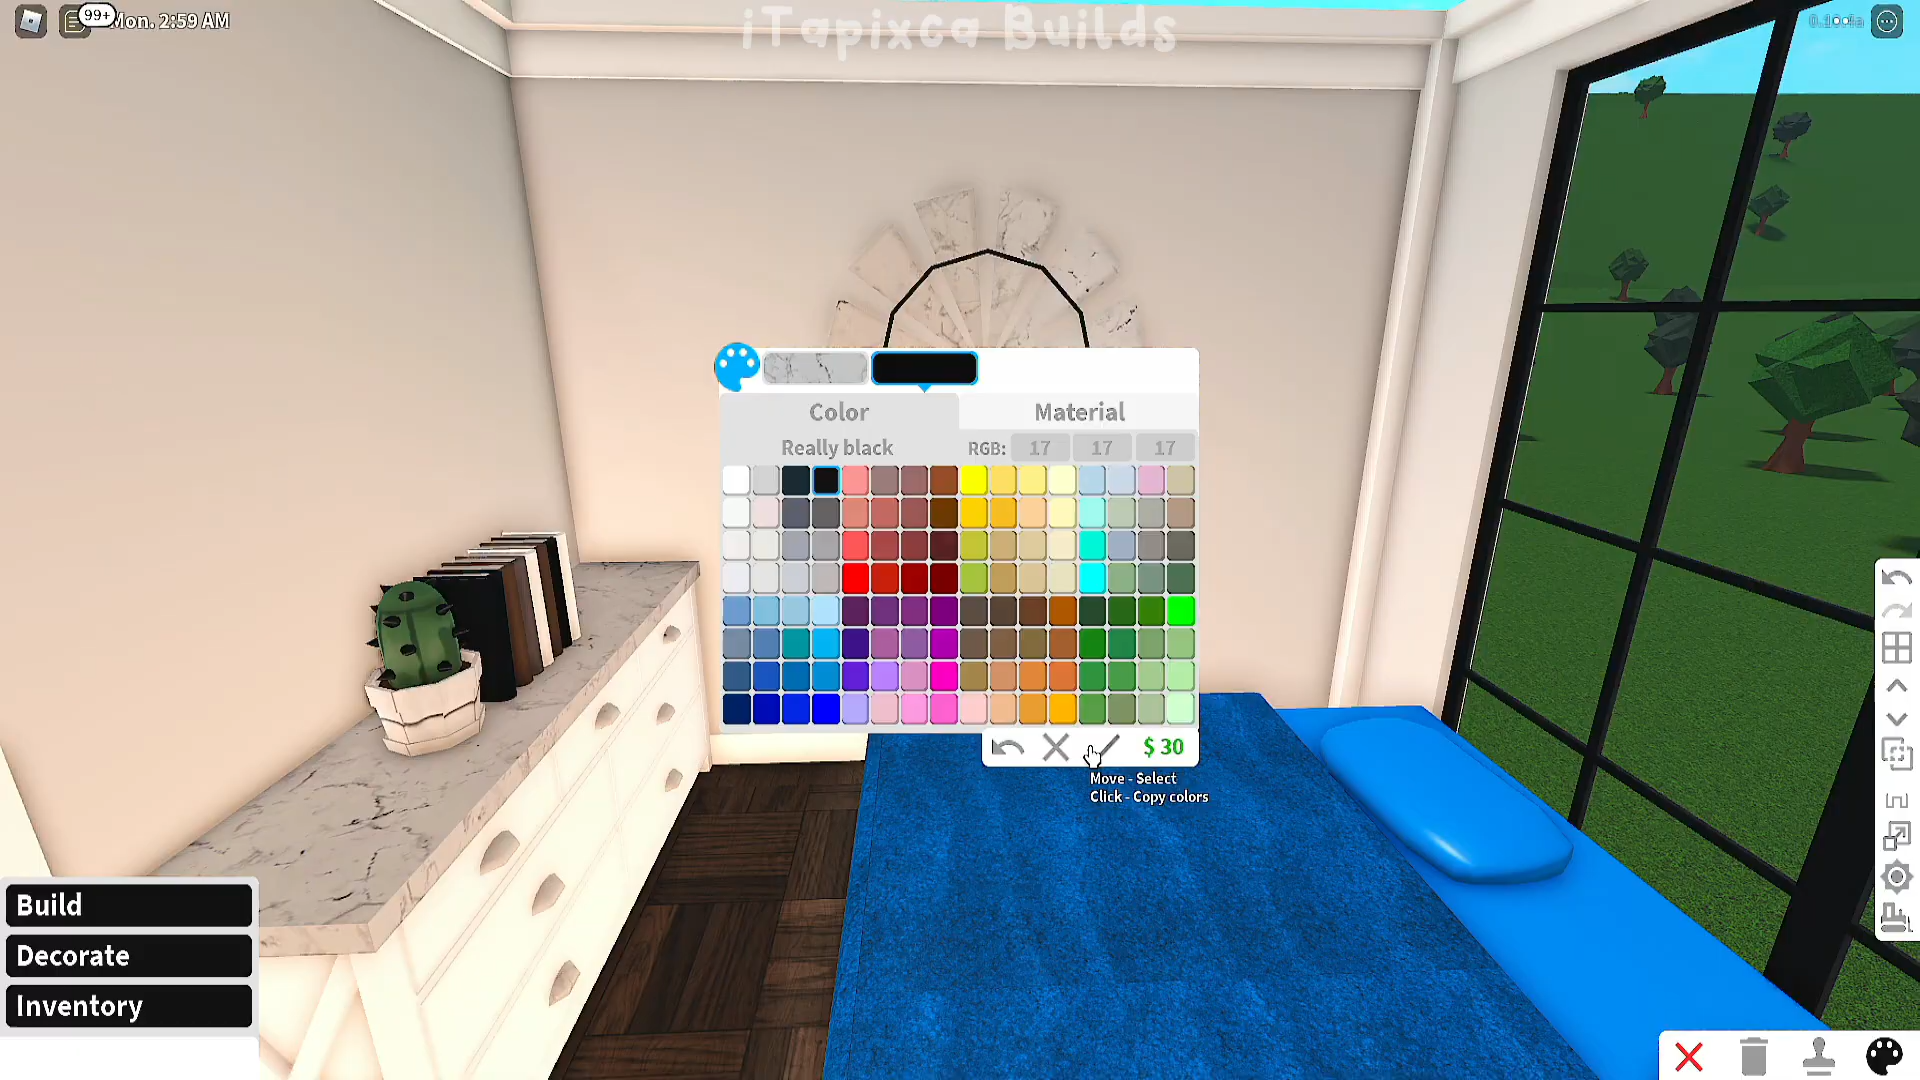 99+
Mon. 2:59 AM
iTapixca Builds
Color
Material
Really black
RGB: 17 17 17
$ 30
Move - Select
Click - Copy colors
Build
Decorate
Inventory